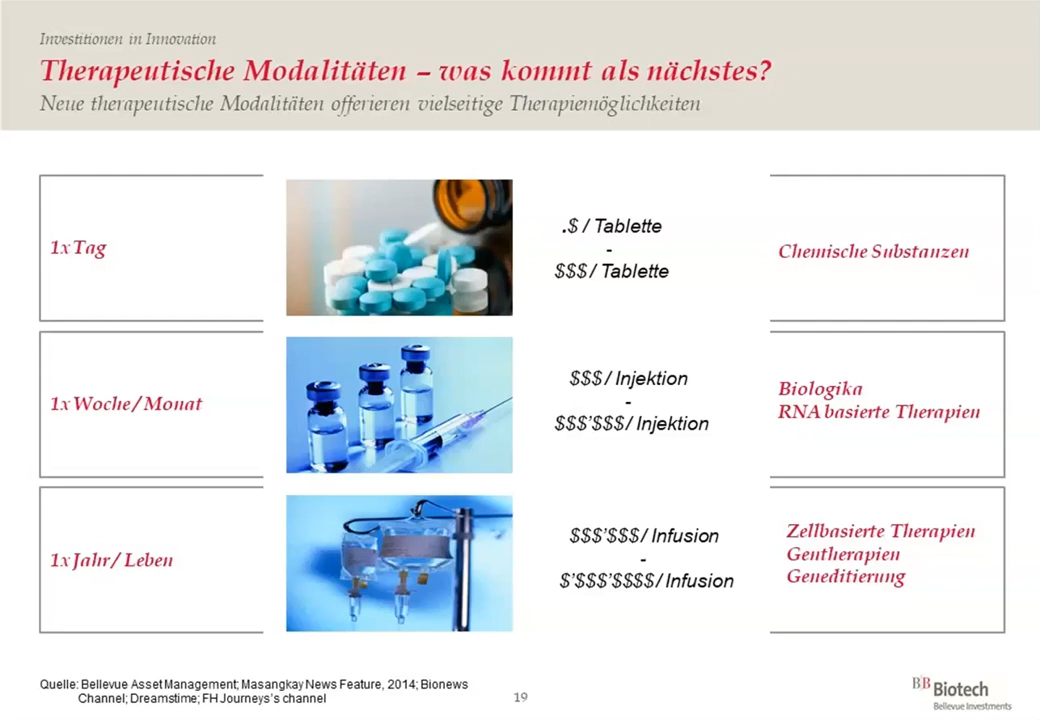 Investitionen in Innovation
Therapeutische Modalitäten – was kommt als nächstes?
Neue therapeutische Modalitäten offerieren vielseitige Therapiemöglichkeiten
1x Tag
.$ / Tablette
-
$$$ / Tablette
Chemische Substanzen
1x Woche / Monat
$$$ / Injektion
-
$$$’$$$ / Injektion
Biologika
RNA basierte Therapien
1x Jahr / Leben
$$$’$$$ / Infusion
-
$’$$$’$$$$ / Infusion
Zellbasierte Therapien
Gentherapien
Geneditierung
Quelle: Bellevue Asset Management; Masangkay News Feature, 2014; Bionews
Channel; Dreamstime; FH Journeys’s channel
19
BB Biotech
Bellevue Investments